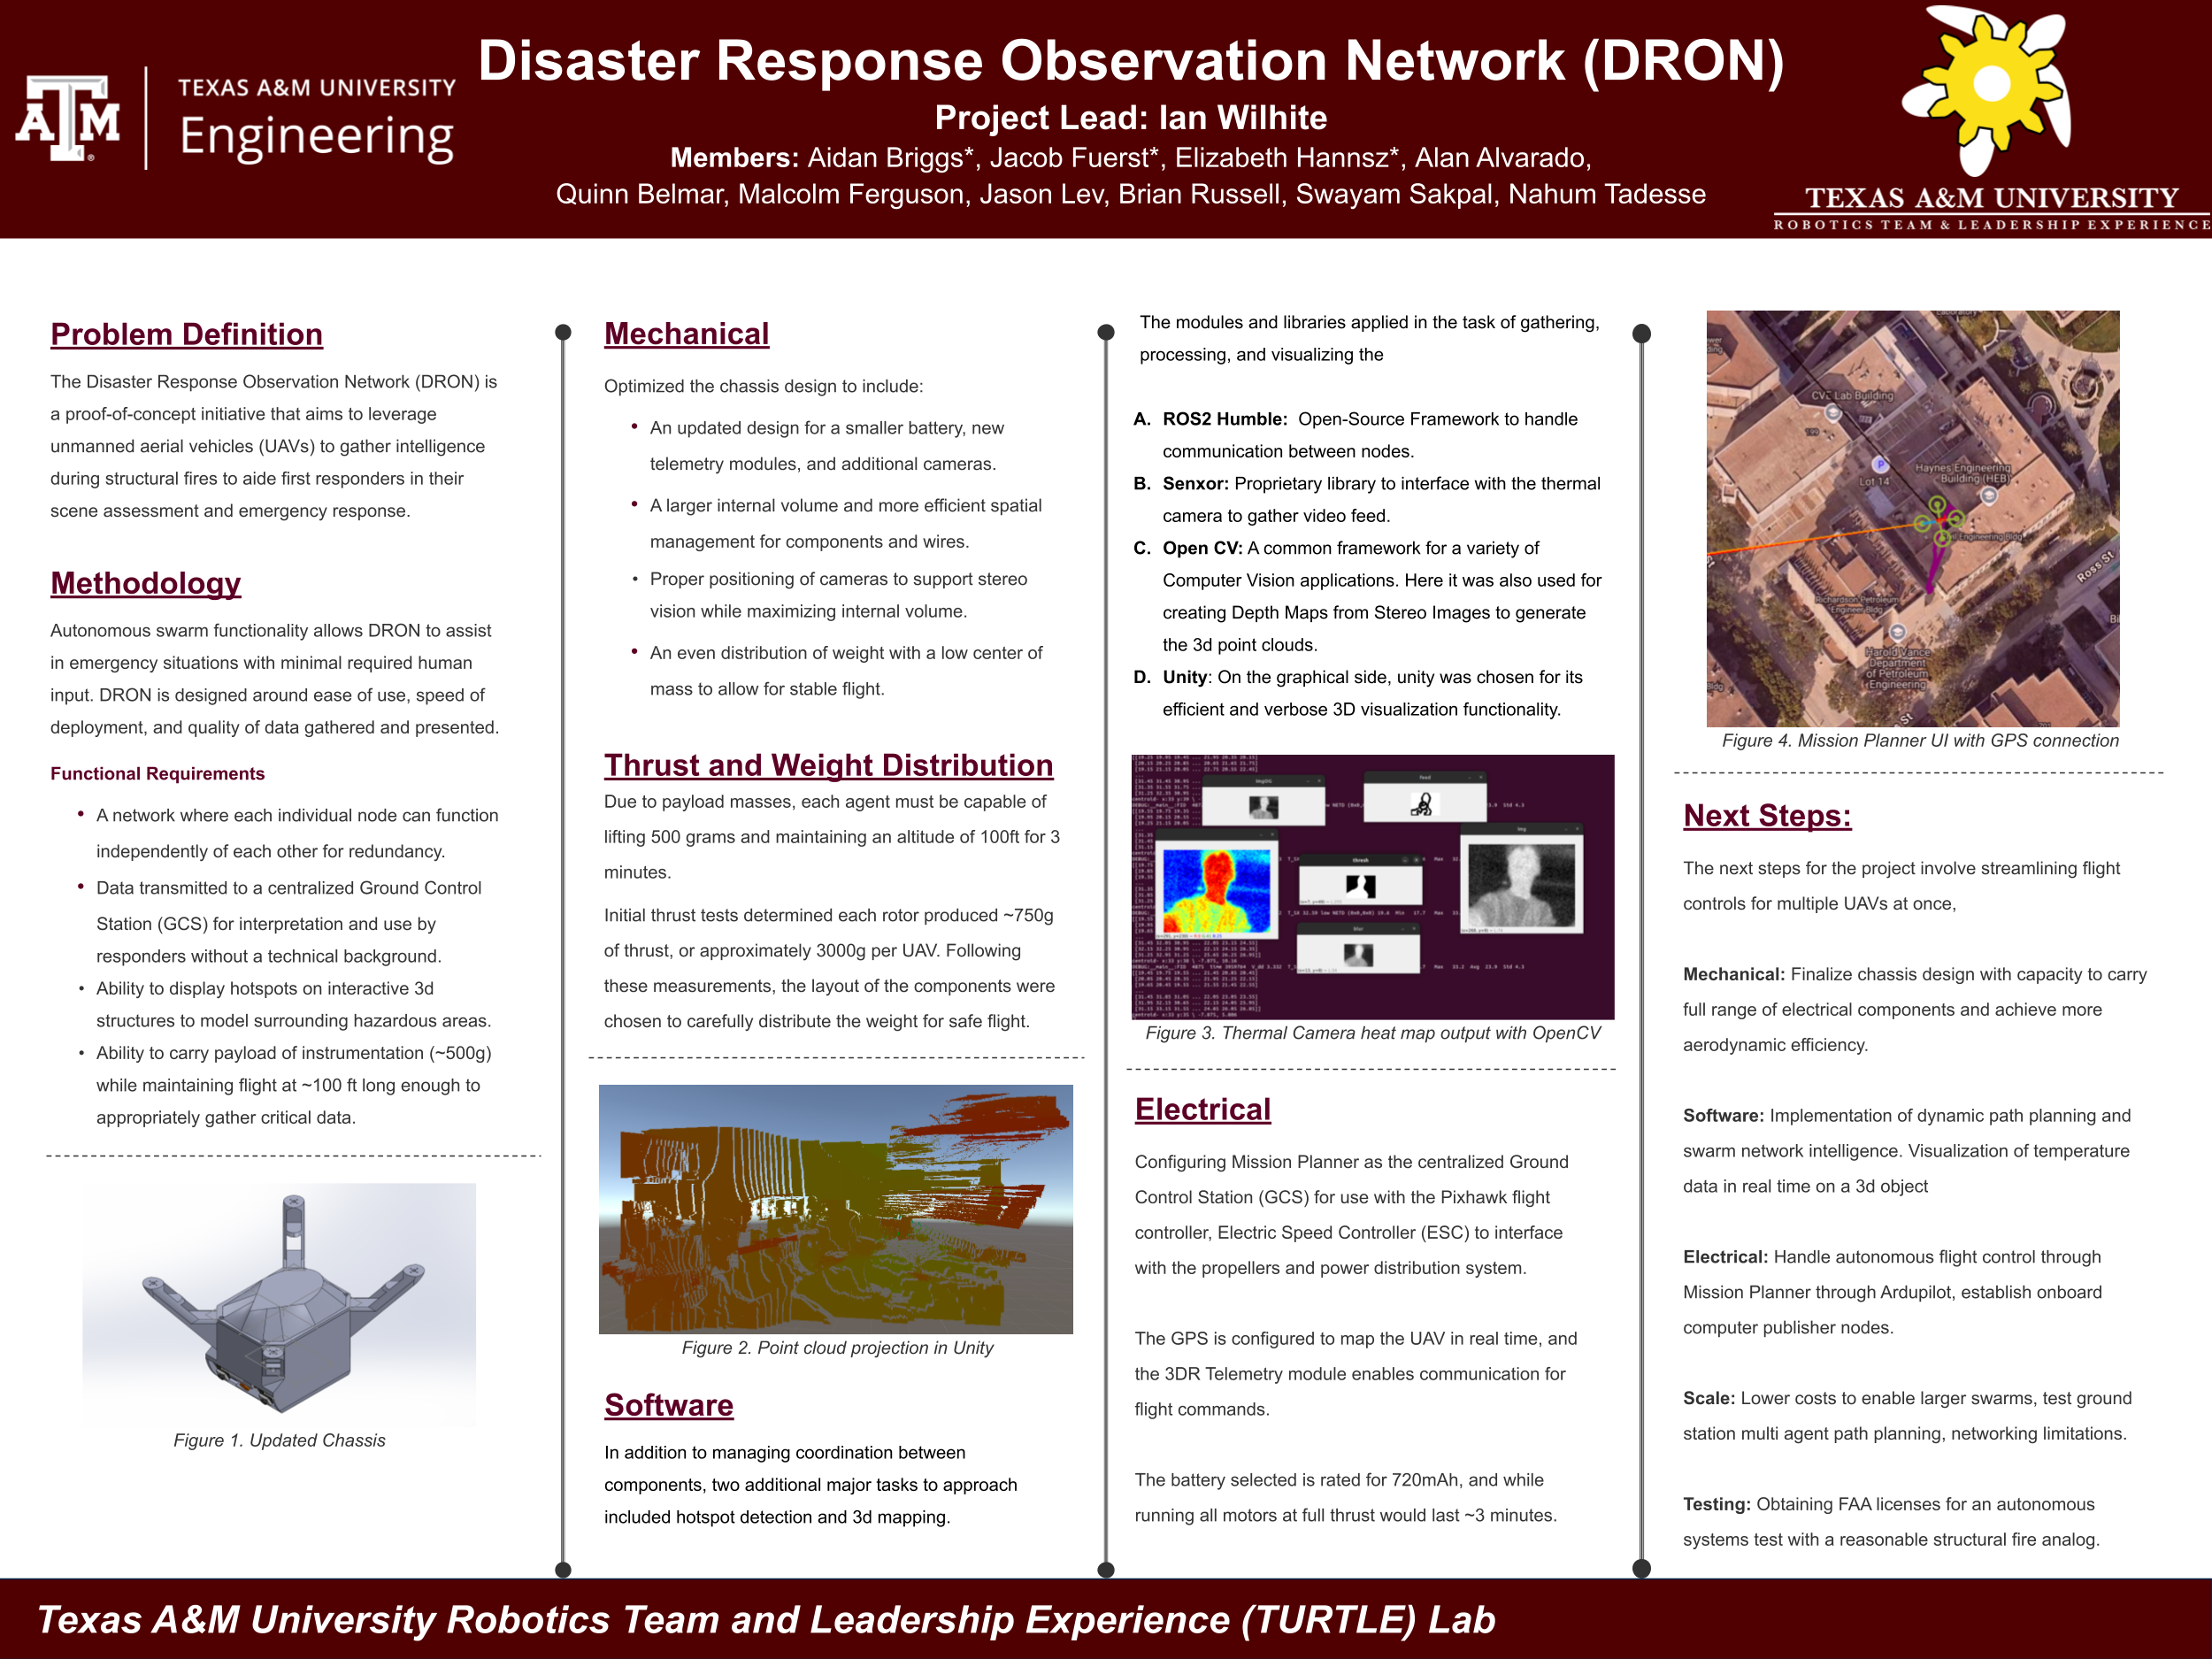 Disaster Response Observation Network (DRON)
Project Lead: Ian Wilhite
Members: Aidan Briggs*, Jacob Fuerst*, Elizabeth Hannsz*, Alan Alvarado,
Quinn Belmar, Malcolm Ferguson, Jason Lev, Brian Russell, Swayam Sakpal, Nahum Tadesse
ATM
TEXAS A&M UNIVERSITY
Engineering
TEXAS A&M UNIVERSITY
ROBOTICS TEAM & LEADERSHIP EXPERIENCE
Problem Definition
The Disaster Response Observation Network (DRON) is
a proof-of-concept initiative that aims to leverage
unmanned aerial vehicles (UAVs) to gather intelligence
during structural fires to aide first responders in their
scene assessment and emergency response.
Methodology
Autonomous swarm functionality allows DRON to assist
in emergency situations with minimal required human
input. DRON is designed around ease of use, speed of
deployment, and quality of data gathered and presented.
Functional Requirements
• A network where each individual node can function
independently of each other for redundancy.
• Data transmitted to a centralized Ground Control
Station (GCS) for interpretation and use by
responders without a technical background.
• Ability to display hotspots on interactive 3d
structures to model surrounding hazardous areas.
• Ability to carry payload of instrumentation (~500g)
while maintaining flight at ~100 ft long enough to
appropriately gather critical data.
Figure 1. Updated Chassis
Mechanical
Optimized the chassis design to include:
• An updated design for a smaller battery, new
telemetry modules, and additional cameras.
• A larger internal volume and more efficient spatial
management for components and wires.
• Proper positioning of cameras to support stereo
vision while maximizing internal volume.
• An even distribution of weight with a low center of
mass to allow for stable flight.
Thrust and Weight Distribution
Due to payload masses, each agent must be capable of
lifting 500 grams and maintaining an altitude of 100ft for 3
minutes.
Initial thrust tests determined each rotor produced ~750g
of thrust, or approximately 3000g per UAV. Following
these measurements, the layout of the components were
chosen to carefully distribute the weight for safe flight.
Figure 2. Point cloud projection in Unity
Software
In addition to managing coordination between
components, two additional major tasks to approach
included hotspot detection and 3d mapping.
The modules and libraries applied in the task of gathering,
processing, and visualizing the
A. ROS2 Humble:  Open-Source Framework to handle
communication between nodes.
B. Senxor: Proprietary library to interface with the thermal
camera to gather video feed.
C. Open CV: A common framework for a variety of
Computer Vision applications. Here it was also used for
creating Depth Maps from Stereo Images to generate
the 3d point clouds.
D. Unity: On the graphical side, unity was chosen for its
efficient and verbose 3D visualization functionality.
feed
thresh
blur
Figure 3. Thermal Camera heat map output with OpenCV
Electrical
Configuring Mission Planner as the centralized Ground
Control Station (GCS) for use with the Pixhawk flight
controller, Electric Speed Controller (ESC) to interface
with the propellers and power distribution system.
The GPS is configured to map the UAV in real time, and
the 3DR Telemetry module enables communication for
flight commands.
The battery selected is rated for 720mAh, and while
running all motors at full thrust would last ~3 minutes.
CVE Lab Building
P
Lot 14
Haynes Engineering
Building (HEB)
Ross St
Richardson Petroleum
Engineer Bldg
Harold Vance
Department
of Petroleum
Engineering
St
Figure 4. Mission Planner UI with GPS connection
Next Steps:
The next steps for the project involve streamlining flight
controls for multiple UAVs at once,
Mechanical: Finalize chassis design with capacity to carry
full range of electrical components and achieve more
aerodynamic efficiency.
Software: Implementation of dynamic path planning and
swarm network intelligence. Visualization of temperature
data in real time on a 3d object
Electrical: Handle autonomous flight control through
Mission Planner through Ardupilot, establish onboard
computer publisher nodes.
Scale: Lower costs to enable larger swarms, test ground
station multi agent path planning, networking limitations.
Testing: Obtaining FAA licenses for an autonomous
systems test with a reasonable structural fire analog.
Texas A&M University Robotics Team and Leadership Experience (TURTLE) Lab